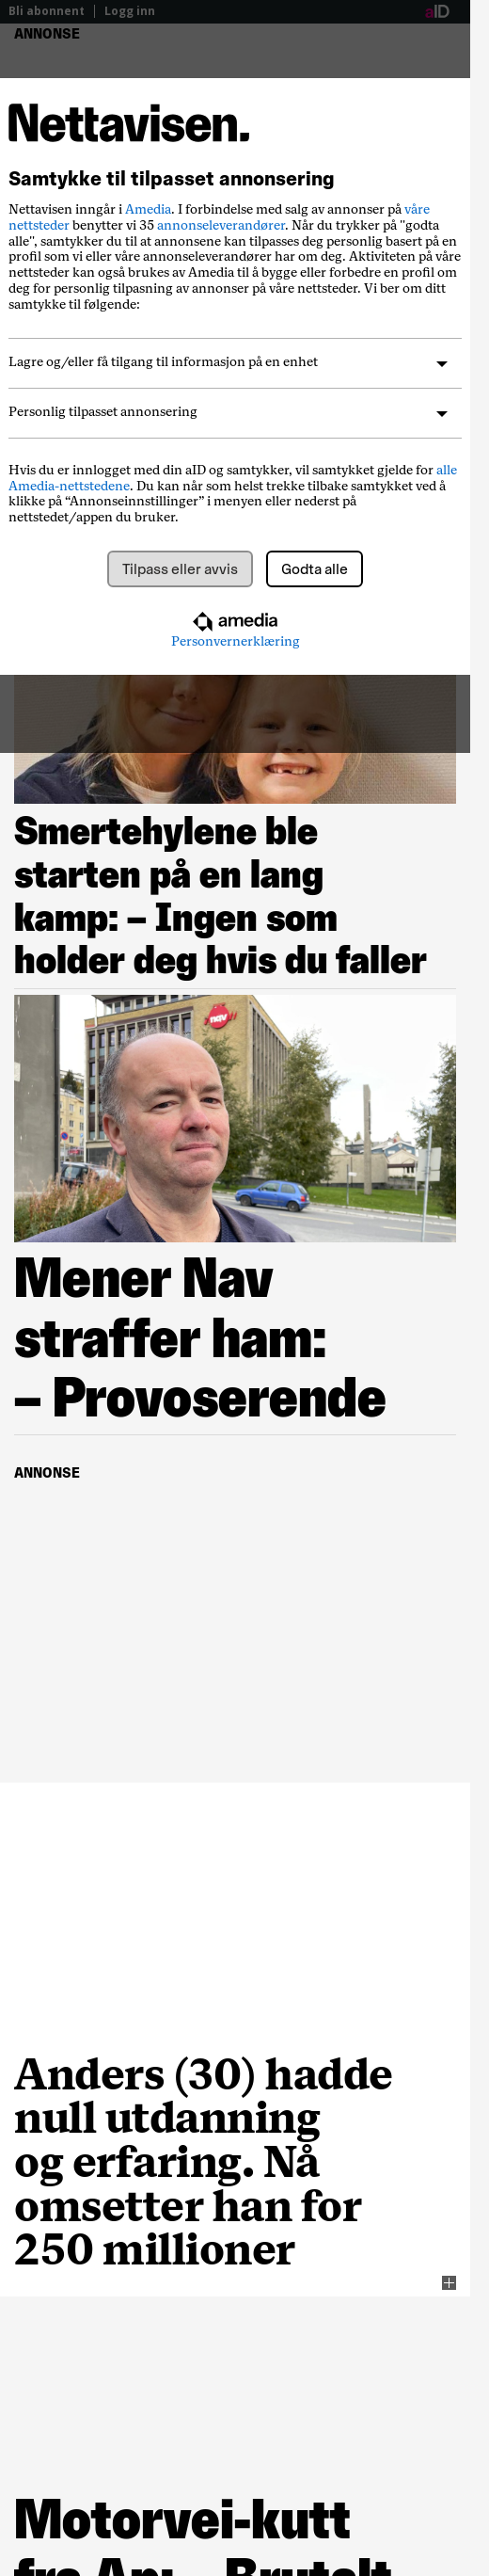 Bli abonnent | Logg inn aID
ANNONSE
Nettavisen.
Samtykke til tilpasset annonsering
Nettavisen inngår i Amedia. I forbindelse med salg av annonser på våre
nettsteder benytter vi 35 annonseleverandører. Når du trykker på "godta
alle", samtykker du til at annonsene kan tilpasses deg personlig basert på en
profil som vi eller våre annonseleverandører har om deg. Aktiviteten på våre
nettsteder kan også brukes av Amedia til å bygge eller forbedre en profil om
deg for personlig tilpasning av annonser på våre nettsteder. Vi ber om ditt
samtykke til følgende:
Lagre og/eller få tilgang til informasjon på en enhet
Personlig tilpasset annonsering
Hvis du er innlogget med din aID og samtykker, vil samtykket gjelde for alle
Amedia-nettstedene. Du kan når som helst trekke tilbake samtykket ved å
klikke på “Annonseinnstillinger” i menyen eller nederst på
nettstedet/appen du bruker.
Tilpass eller avvis Godta alle
amedia
Personvernerklæring
Smertehylene ble
starten på en lang
kamp: – Ingen som
holder deg hvis du faller
nav
Mener Nav
straffer ham:
– Provoserende
ANNONSE
Anders (30) hadde
null utdanning
og erfaring. Nå
omsetter han for
250 millioner
Motorvei-kutt
fra Ap: – Brutalt